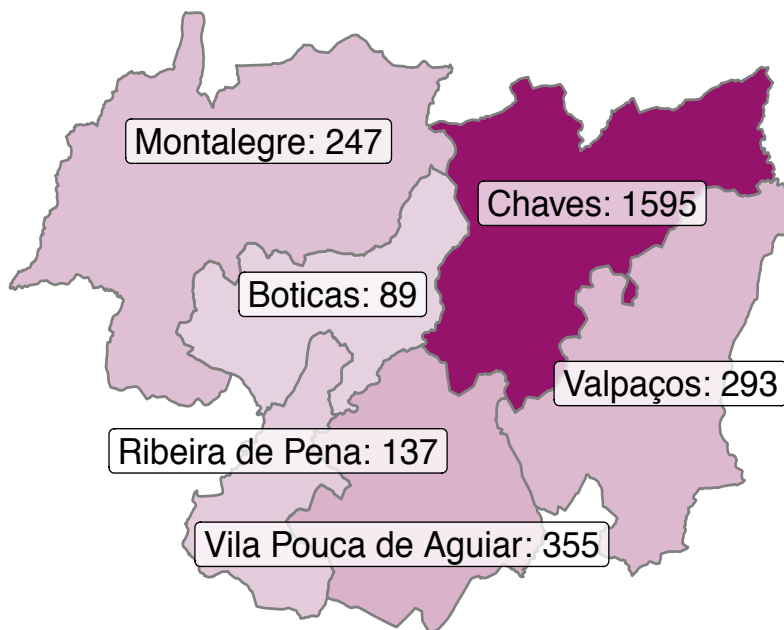 Montalegre: 247
Chaves: 1595
Boticas: 89
Valpaços: 293
Ribeira de Pena: 137
Vila Pouca de Aguiar: 355